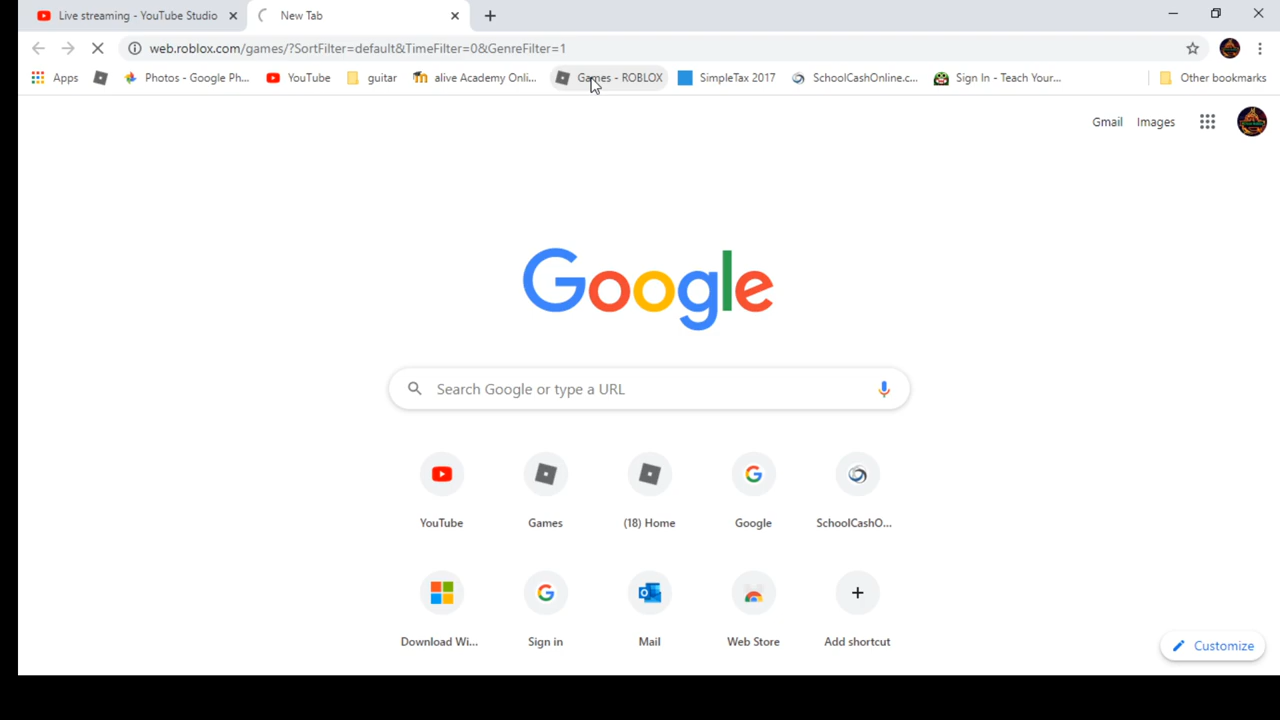 Live streaming - YouTube Studio New Tab
web.roblox.com/games/?SortFilter=default&TimeFilter=0&GenreFilter=1
Apps Photos - Google Ph... YouTube guitar alive Academy Onli... Games - ROBLOX SimpleTax 2017 SchoolCashOnline.c... Sign In - Teach Your... Other bookmarks
Gmail Images
Google
Search Google or type a URL
YouTube Games (18) Home Google SchoolCashO...
Download Wi... Sign in Mail Web Store Add shortcut
Customize